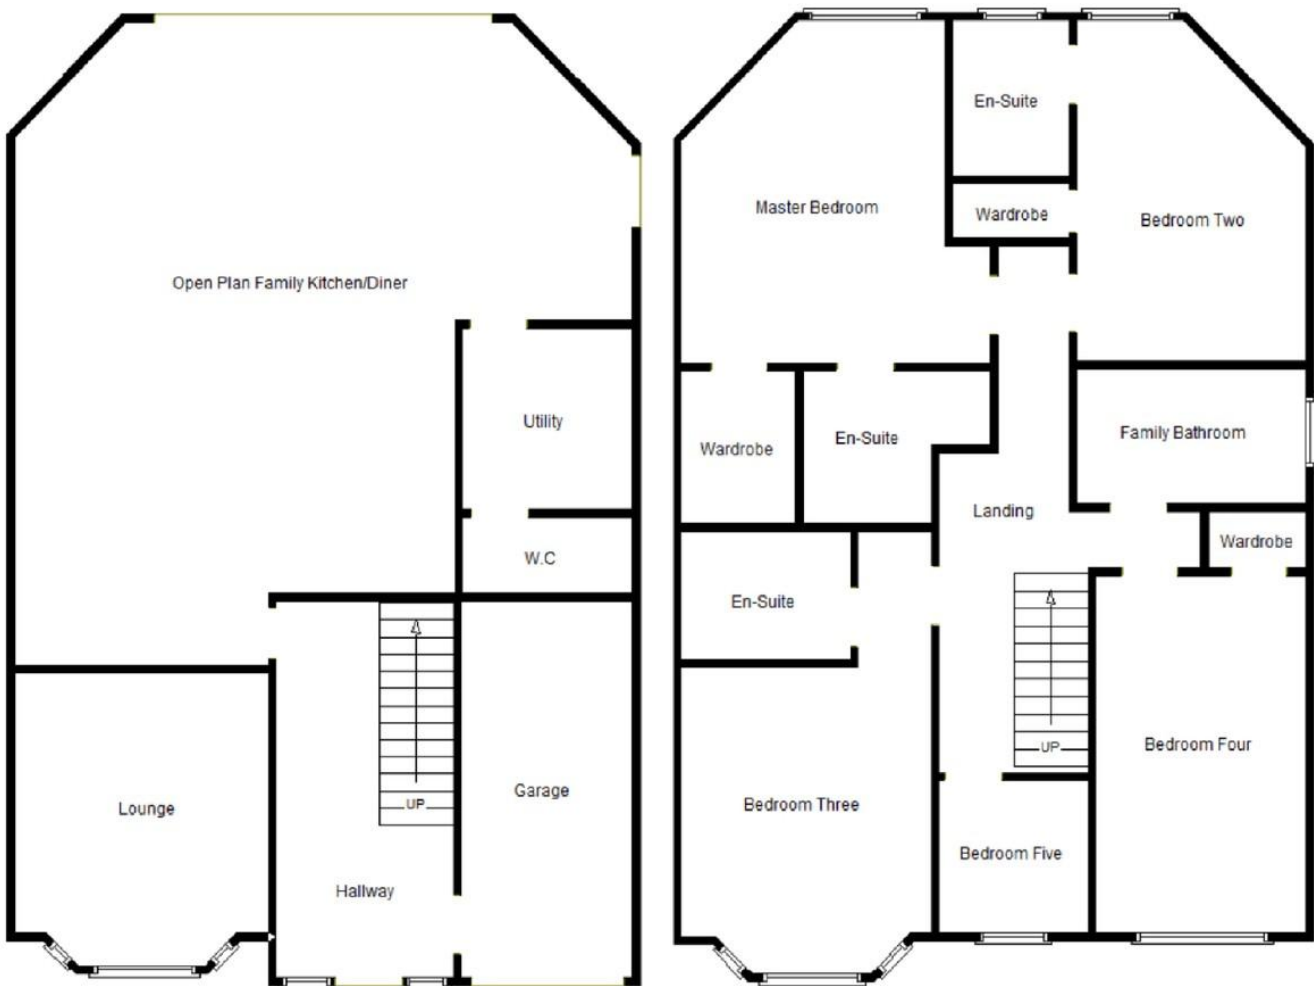 Open Plan Family Kitchen/Diner
Utility
W.C
UP
Garage
Lounge
Hallway
En-Suite
Master Bedroom
Wardrobe
Bedroom Two
Wardrobe
En-Suite
Family Bathroom
Landing
Wardrobe
En-Suite
UP
Bedroom Four
Bedroom Three
Bedroom Five